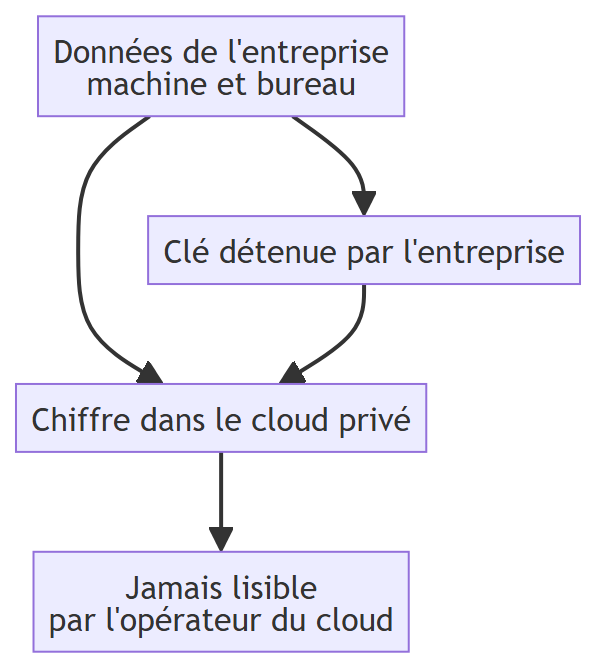 Données de l'entreprise
machine et bureau
Clé détenue par l'entreprise
Chiffre dans le cloud privé
Jamais lisible
par l'opérateur du cloud